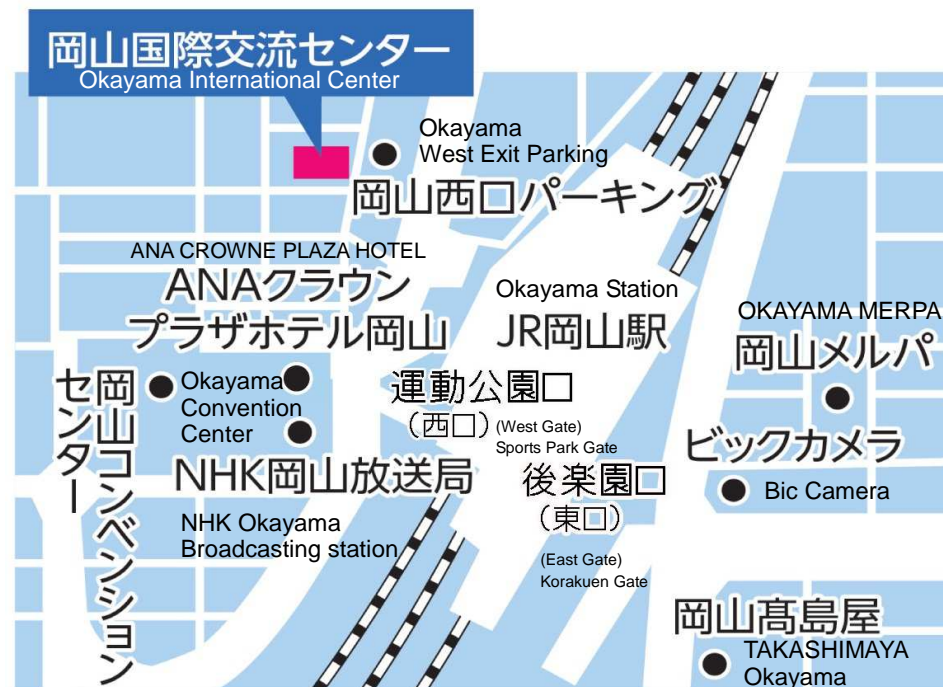 岡山国際交流センター
Okayama International Center
Okayama
West Exit Parking
岡山西口パーキング
ANA CROWNE PLAZA HOTEL
ANAクラウン
プラザホテル岡山
Okayama Station
JR岡山駅
OKAYAMA MERPA
岡山メルパ
岡山コンベンション
センター
Okayama
Convention
Center
運動公園口
（西口）
(West Gate)
Sports Park Gate
ビックカメラ
Bic Camera
NHK岡山放送局
NHK Okayama
Broadcasting station
後楽園口
（東口）
(East Gate)
Korakuen Gate
岡山髙島屋
TAKASHIMAYA
Okayama